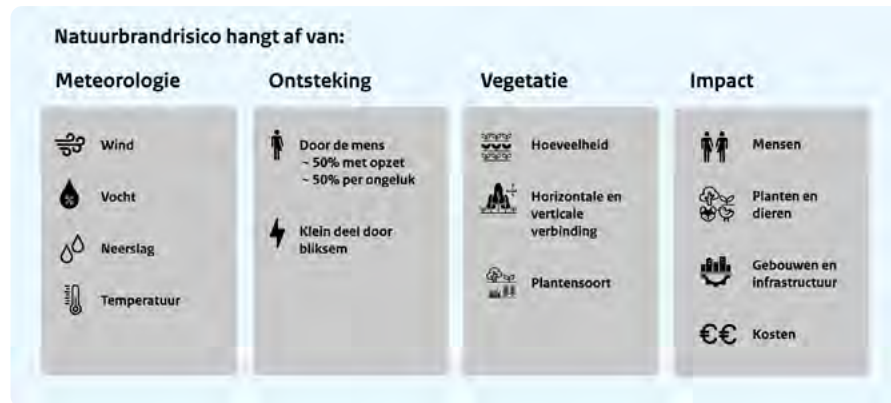 Natuurbrandrisico hangt af van:
Meteorologie
Wind
Vocht
%
Neerslag
Temperatuur
Ontsteking
Door de mens
~ 50% met opzet
~ 50% per ongeluk
Klein deel door
bliksem
Vegetatie
Hoeveelheid
Horizontale en
verticale
verbinding
Plantensoort
Impact
Mensen
Planten en
dieren
Gebouwen en
infrastructuur
€€ Kosten